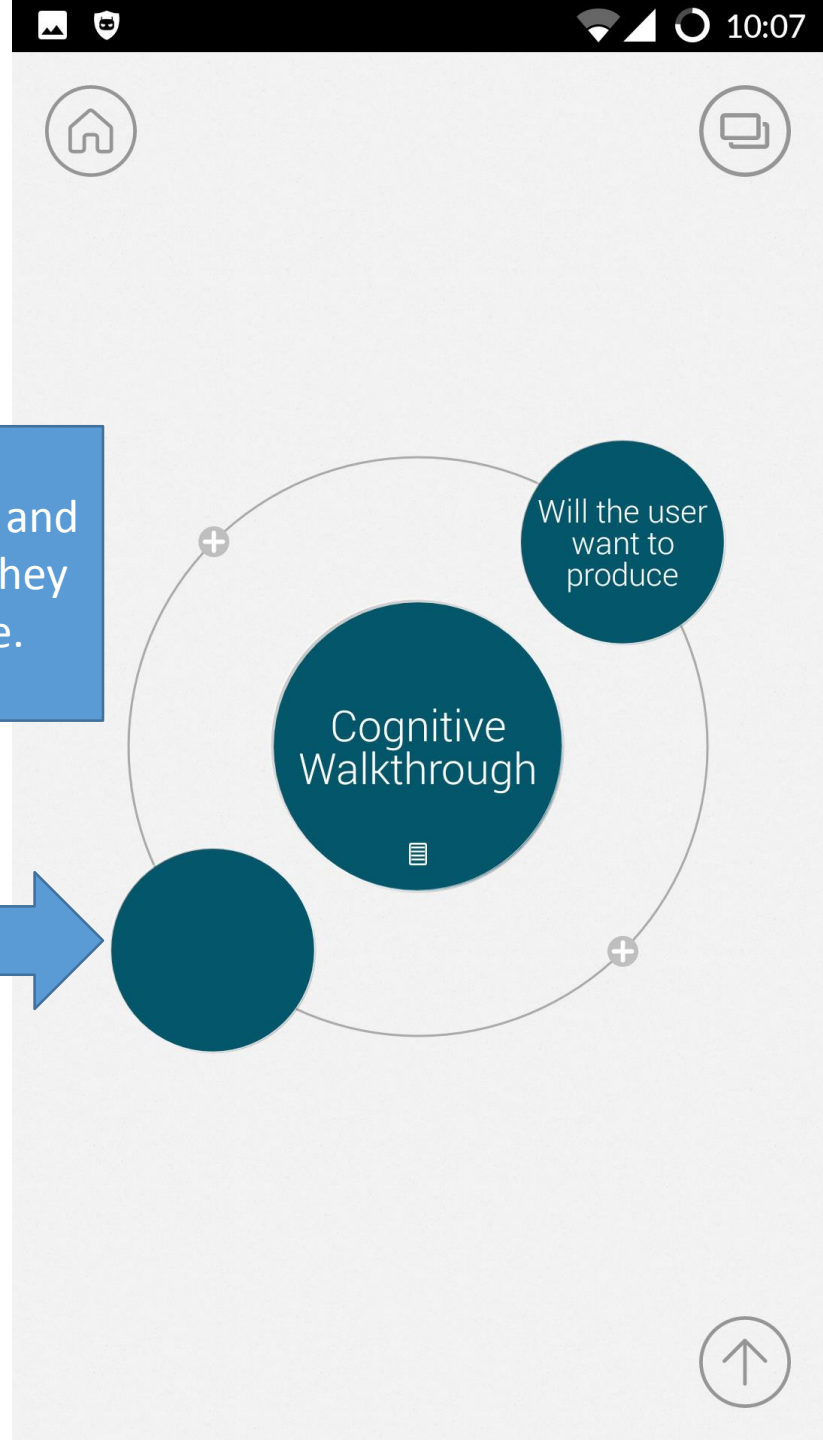 10:07
and
hey
e.
Will the user
want to
produce
Cognitive
Walkthrough